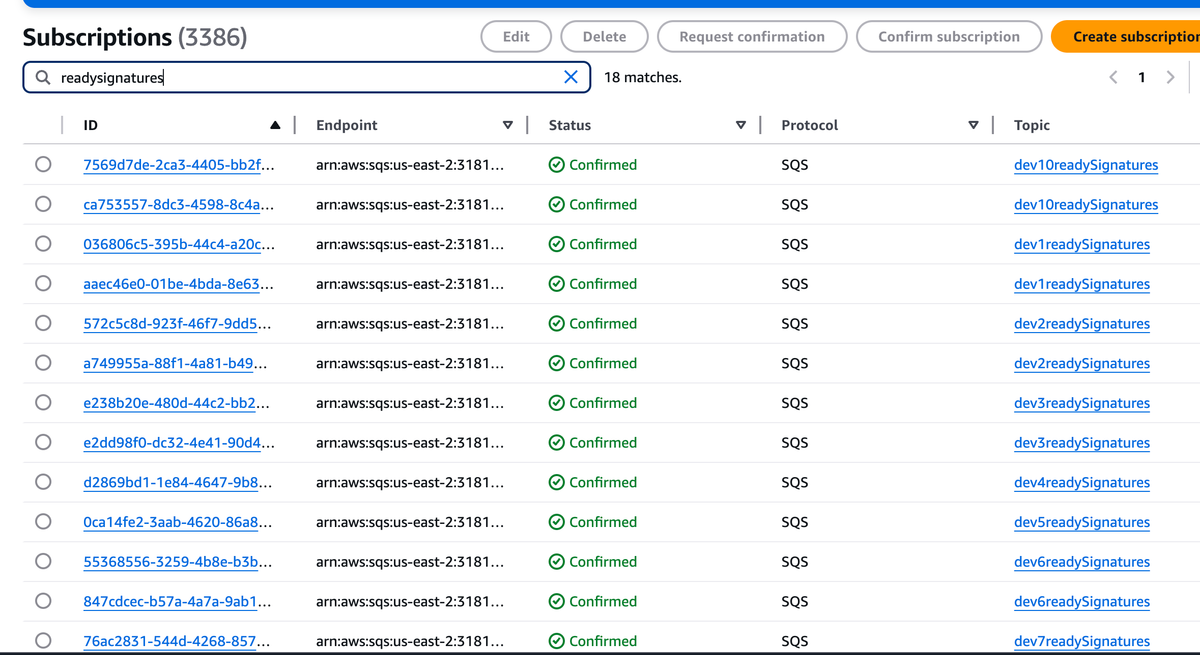 Subscriptions (3386) Edit Delete Request confirmation Confirm subscription Create subscription
readysignatures 18 matches. 1
ID Endpoint Status Protocol Topic
7569d7de-2ca3-4405-bb2f... arn:aws:sqs:us-east-2:3181... Confirmed SQS dev10readySignatures
ca753557-8dc3-4598-8c4a... arn:aws:sqs:us-east-2:3181... Confirmed SQS dev10readySignatures
036806c5-395b-44c4-a20c... arn:aws:sqs:us-east-2:3181... Confirmed SQS dev1readySignatures
aaec46e0-01be-4bda-8e63... arn:aws:sqs:us-east-2:3181... Confirmed SQS dev1readySignatures
572c5c8d-923f-46f7-9dd5... arn:aws:sqs:us-east-2:3181... Confirmed SQS dev2readySignatures
a749955a-88f1-4a81-b49... arn:aws:sqs:us-east-2:3181... Confirmed SQS dev2readySignatures
e238b20e-480d-44c2-bb2... arn:aws:sqs:us-east-2:3181... Confirmed SQS dev3readySignatures
e2dd98f0-dc32-4e41-90d4... arn:aws:sqs:us-east-2:3181... Confirmed SQS dev3readySignatures
d2869bd1-1e84-4647-9b8... arn:aws:sqs:us-east-2:3181... Confirmed SQS dev4readySignatures
0ca14fe2-3aab-4620-86a8... arn:aws:sqs:us-east-2:3181... Confirmed SQS dev5readySignatures
55368556-3259-4b8e-b3b... arn:aws:sqs:us-east-2:3181... Confirmed SQS dev6readySignatures
847cdcec-b57a-4a7a-9ab1... arn:aws:sqs:us-east-2:3181... Confirmed SQS dev6readySignatures
76ac2831-544d-4268-857... arn:aws:sqs:us-east-2:3181... Confirmed SQS dev7readySignatures